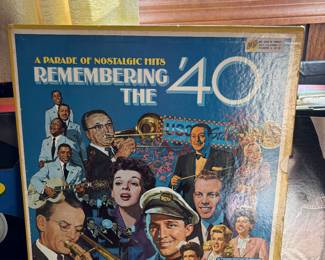 A PARADE OF NOSTALGIC HITS
REMEMBERING
THE '40